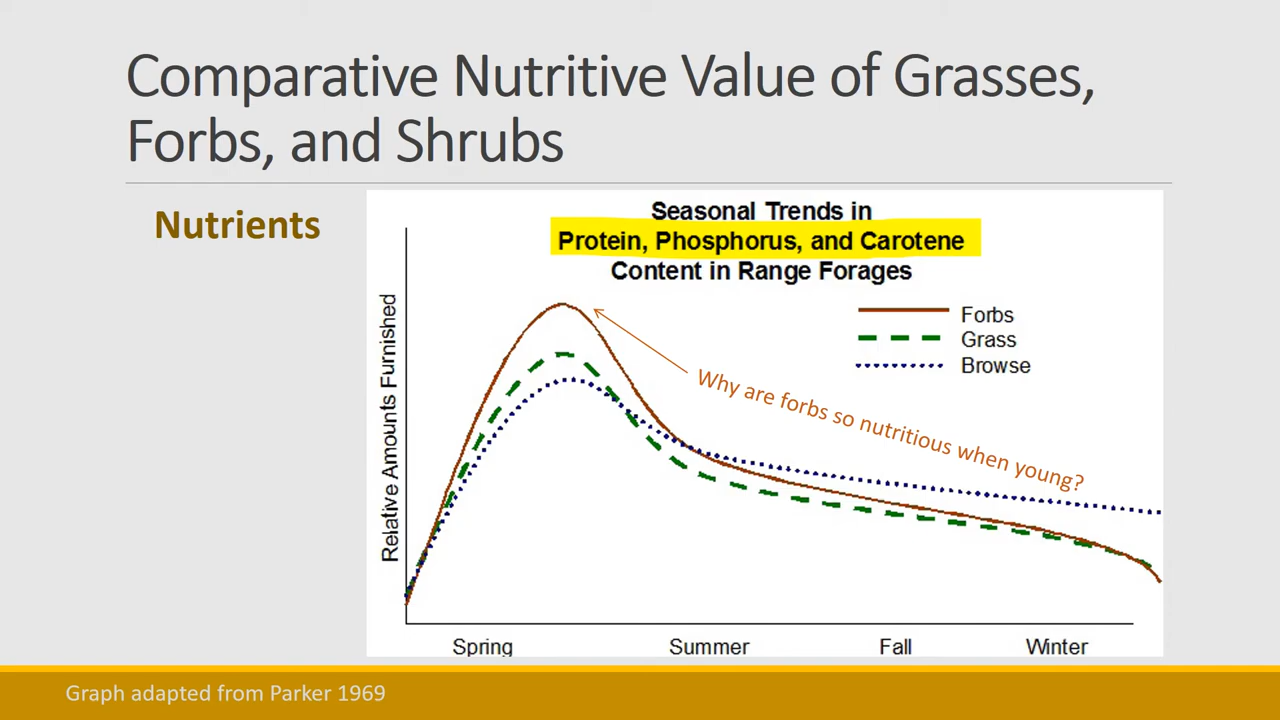 Comparative Nutritive Value of Grasses,
Forbs, and Shrubs
Nutrients
Seasonal Trends in
Protein, Phosphorus, and Carotene
Content in Range Forages
Relative Amounts Furnished
Forbs
Grass
Browse
Why are forbs so nutritious when young?
Spring Summer Fall Winter
Graph adapted from Parker 1969